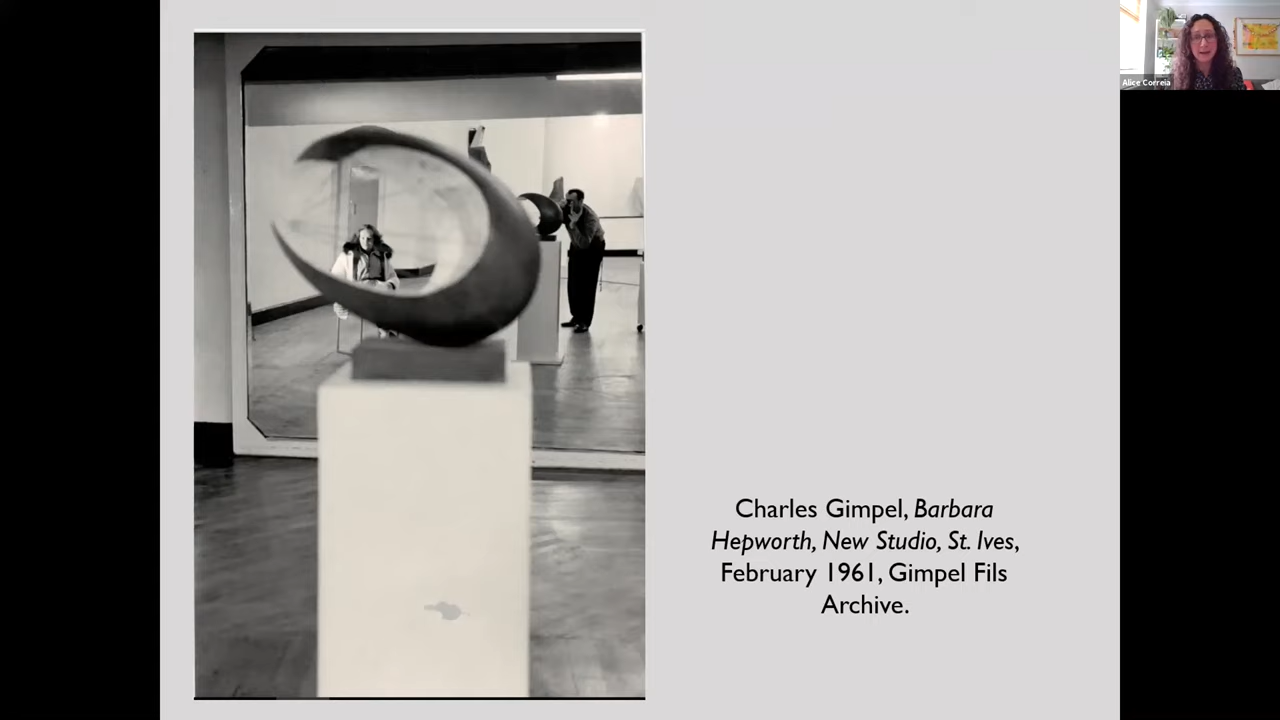 Alice Correia
Charles Gimpel, Barbara
Hepworth, New Studio, St. Ives,
February 1961, Gimpel Fils
Archive.